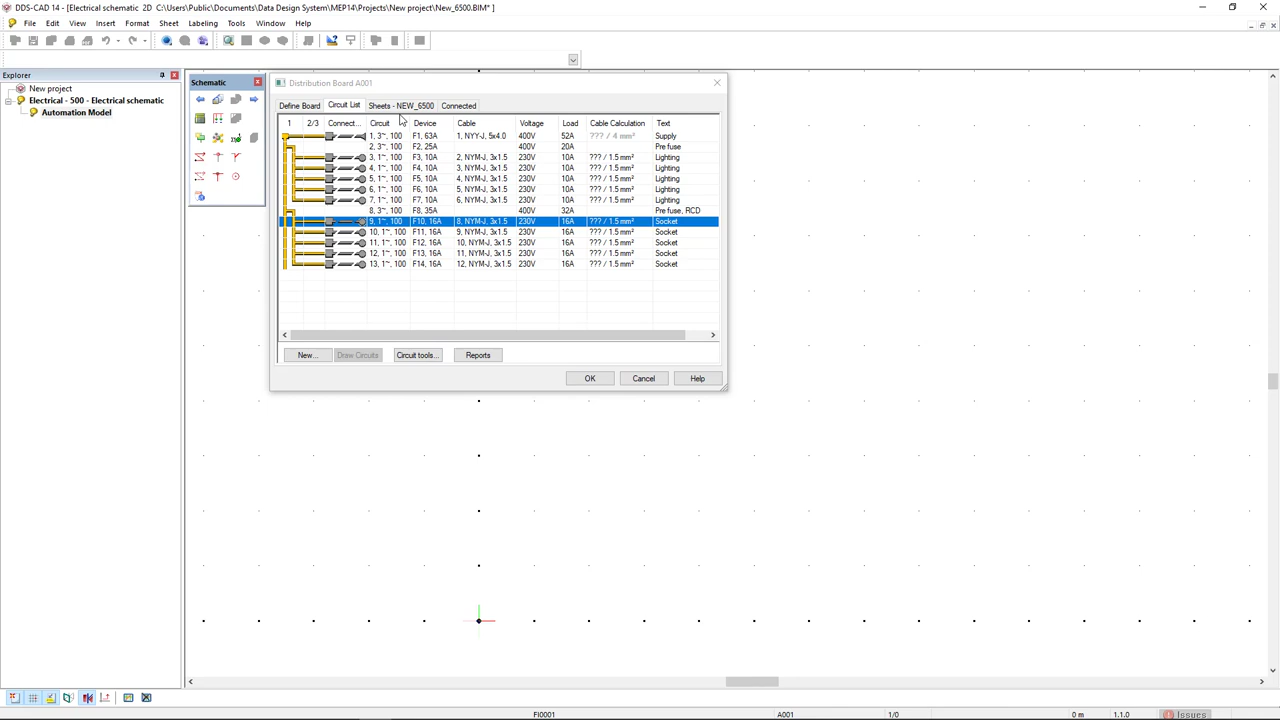 DDS-CAD 14 - [Electrical schematic  2D  C:\Users\Public\Documents\Data Design System\MEP14\Projects\New project\New_6500.BIM* ]
File Edit View Insert Format Sheet Labeling Tools Window Help
Explorer
New project
Electrical - 500 - Electrical schematic
Automation Model
Schematic
Distribution Board A001
Define Board Circuit List Sheets - NEW_6500 Connected
1 2/3 Connect... Circuit Device Cable Voltage Load Cable Calculation Text
1, 3~, 100 F1, 63A 1, NYY-J, 5x4.0 400V 52A ??? / 4 mm² Supply
2, 3~, 100 F2, 25A 400V 20A Pre fuse
3, 1~, 100 F3, 10A 2, NYM-J, 3x1.5 230V 10A ??? / 1.5 mm² Lighting
4, 1~, 100 F4, 10A 3, NYM-J, 3x1.5 230V 10A ??? / 1.5 mm² Lighting
5, 1~, 100 F5, 10A 4, NYM-J, 3x1.5 230V 10A ??? / 1.5 mm² Lighting
6, 1~, 100 F6, 10A 5, NYM-J, 3x1.5 230V 10A ??? / 1.5 mm² Lighting
7, 1~, 100 F7, 10A 6, NYM-J, 3x1.5 230V 10A ??? / 1.5 mm² Lighting
8, 3~, 100 F8, 35A 400V 32A Pre fuse, RCD
9, 1~, 100 F10, 16A 8, NYM-J, 3x1.5 230V 16A ??? / 1.5 mm² Socket
10, 1~, 100 F11, 16A 9, NYM-J, 3x1.5 230V 16A ??? / 1.5 mm² Socket
11, 1~, 100 F12, 16A 10, NYM-J, 3x1.5 230V 16A ??? / 1.5 mm² Socket
12, 1~, 100 F13, 16A 11, NYM-J, 3x1.5 230V 16A ??? / 1.5 mm² Socket
13, 1~, 100 F14, 16A 12, NYM-J, 3x1.5 230V 16A ??? / 1.5 mm² Socket
New... Draw Circuits Circuit tools... Reports
OK Cancel Help
FI0001 A001 1/0 0 m 1.1.0 Issues